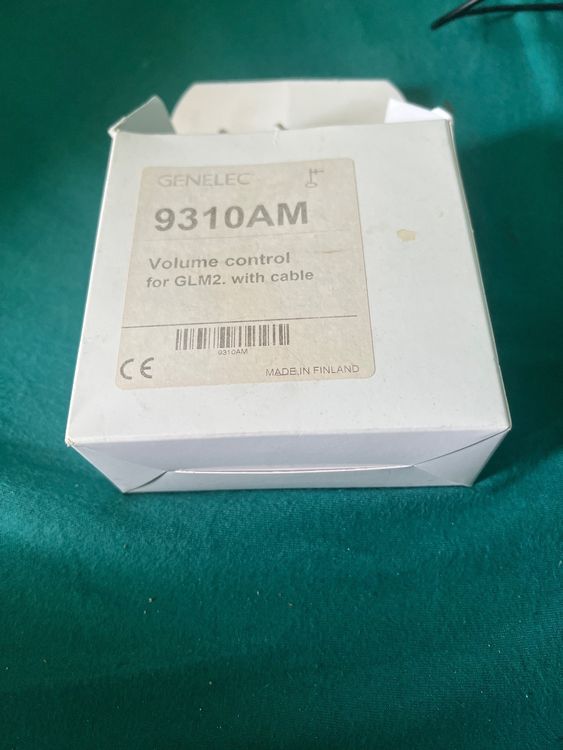 GENELEC
9310AM
Volume control
for GLM2. with cable
9310AM
CE
MADE IN FINLAND